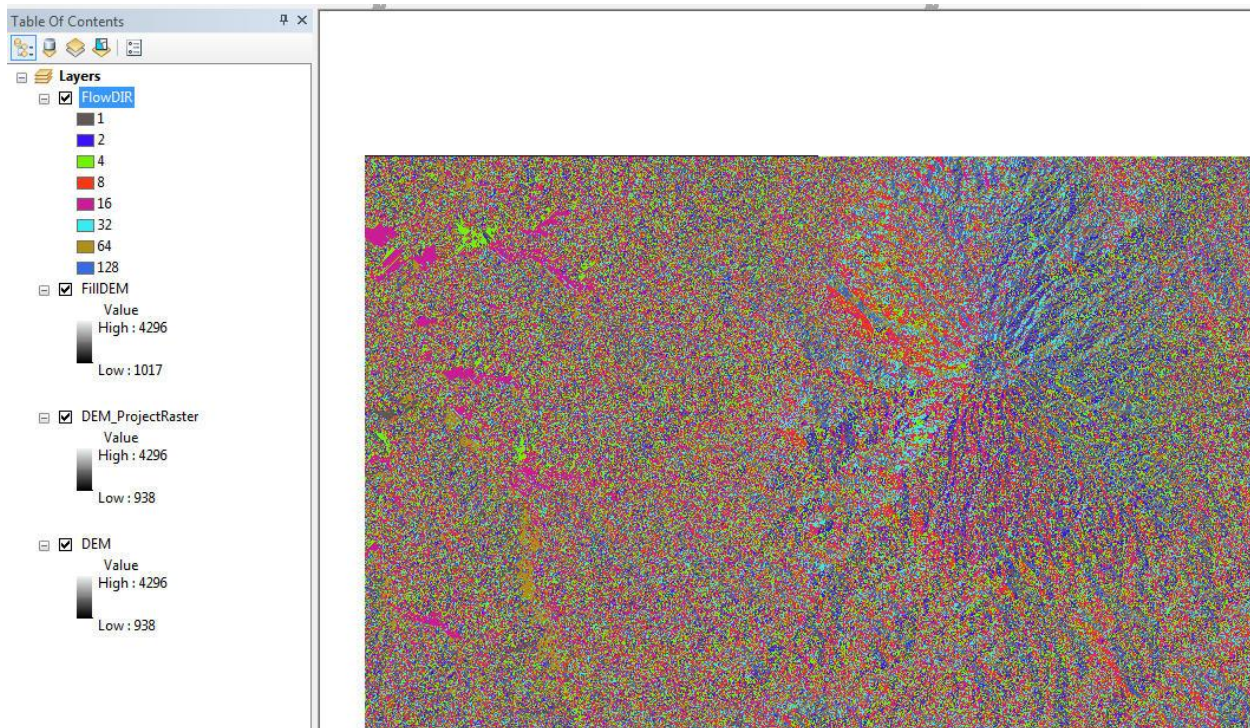 Table Of Contents
Layers
FlowDIR
1
2
4
8
16
32
64
128
FillDEM
Value
High : 4296
Low : 1017
DEM_ProjectRaster
Value
High : 4296
Low : 938
DEM
Value
High : 4296
Low : 938